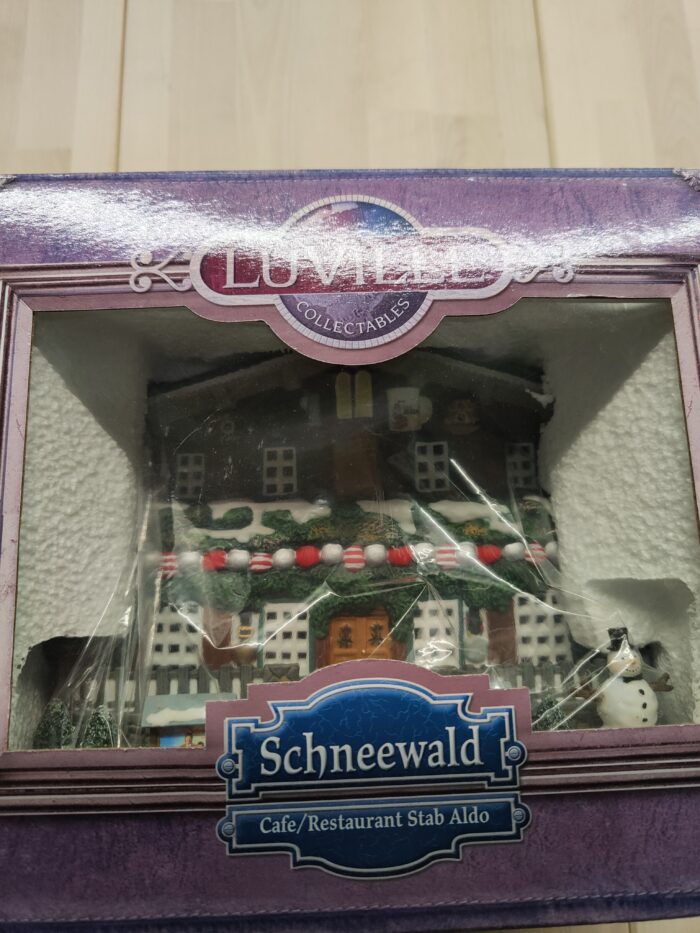 LUVILLE
COLLECTABLES
Schneewald
Cafe/Restaurant Stab Aldo